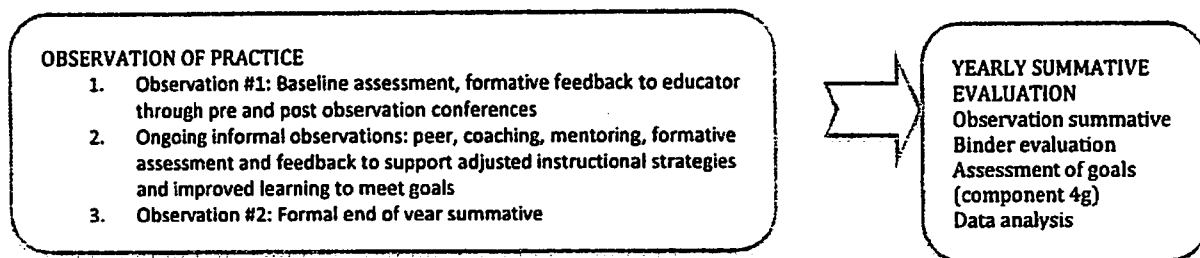 OBSERVATION OF PRACTICE
1. Observation #1: Baseline assessment, formative feedback to educator
through pre and post observation conferences
2. Ongoing informal observations: peer, coaching, mentoring, formative
assessment and feedback to support adjusted instructional strategies
and improved learning to meet goals
3. Observation #2: Formal end of year summative
YEARLY SUMMATIVE
EVALUATION
Observation summative
Binder evaluation
Assessment of goals
(component 4g)
Data analysis